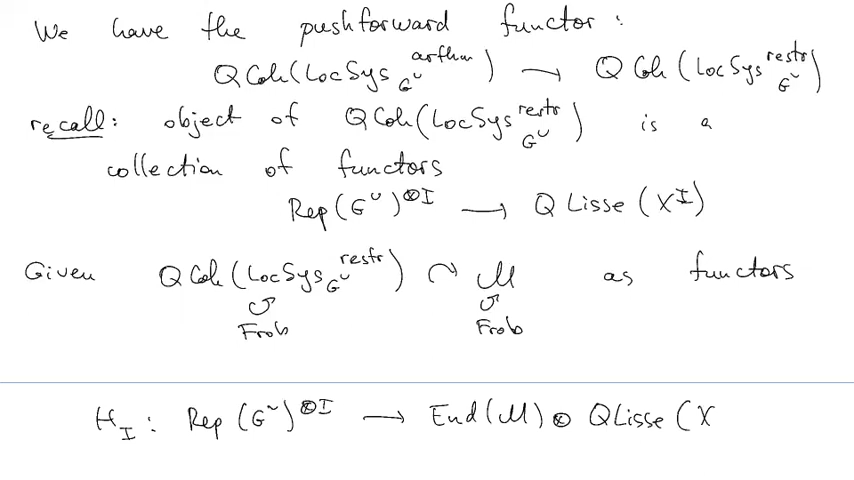 We have the pushforward functor :
QCoh(LocSys_{G^∨}^{arthm}) → QCoh(LocSys_{G^∨}^{restr})
recall: object of QCoh(LocSys_{G^∨}^{restr}) is a
collection of functors
Rep(G^∨)^{⊗I} → QLisse(X^I)
Given QCoh(LocSys_{G^∨}^{restr}) ↷ M as functors
Frob Frob
H_I : Rep(G^∨)^{⊗I} → End(M) ⊗ QLisse(X